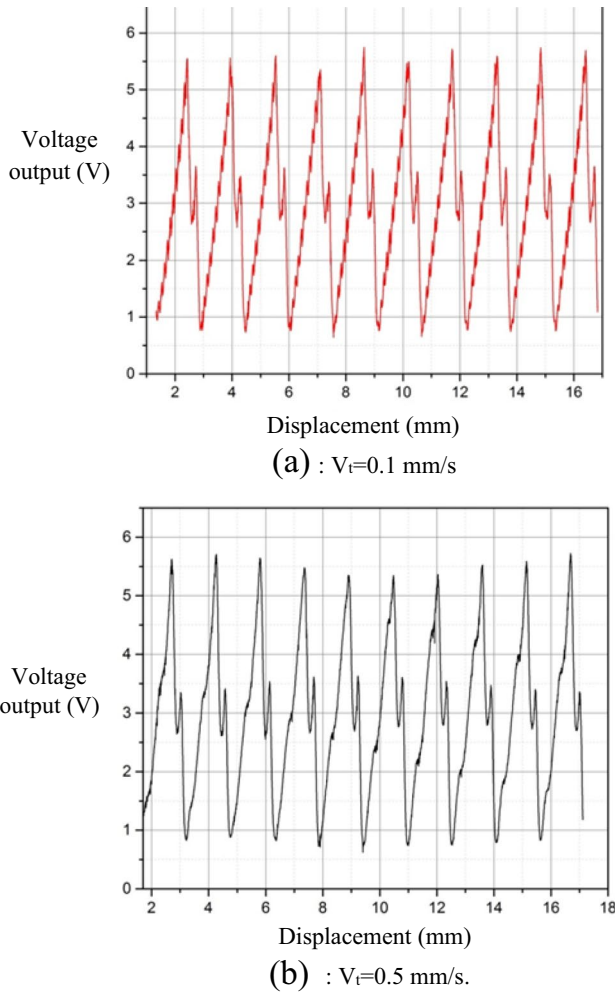 6
5
4
3
2
1
0
Voltage
output (V)
2 4 6 8 10 12 14 16
Displacement (mm)
(a) : Vt=0.1 mm/s
6
5
4
3
2
1
0
Voltage
output (V)
2 4 6 8 10 12 14 16 18
Displacement (mm)
(b) : Vt=0.5 mm/s.